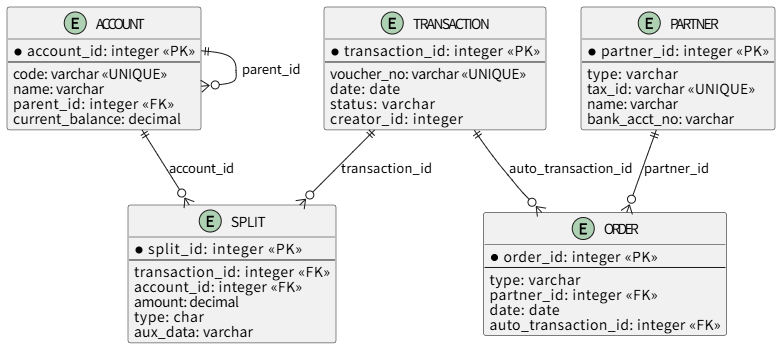 E ACCOUNT
account_id: integer «PK»
code: varchar «UNIQUE»
name: varchar
parent_id: integer «FK»
current_balance: decimal
parent_id
E TRANSACTION
transaction_id: integer «PK»
voucher_no: varchar «UNIQUE»
date: date
status: varchar
creator_id: integer
E PARTNER
partner_id: integer «PK»
type: varchar
tax_id: varchar «UNIQUE»
name: varchar
bank_acct_no: varchar
account_id
transaction_id
auto_transaction_id
partner_id
E SPLIT
split_id: integer «PK»
transaction_id: integer «FK»
account_id: integer «FK»
amount: decimal
type: char
aux_data: varchar
E ORDER
order_id: integer «PK»
type: varchar
partner_id: integer «FK»
date: date
auto_transaction_id: integer «FK»